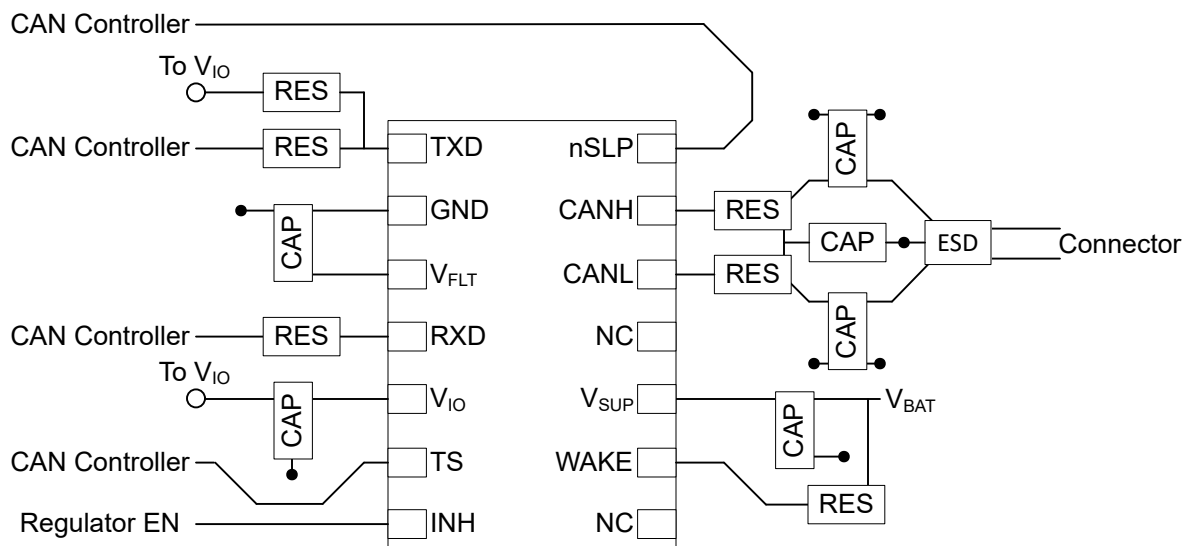 CAN Controller
To VIO
RES
CAN Controller
RES
TXD
nSLP
CAP
GND
CANH
RES
CAP
CAP
ESD
Connector
VFLT
CANL
RES
CAN Controller
RES
RXD
NC
CAP
To VIO
CAP
VIO
VSUP
CAP
VBAT
CAN Controller
TS
WAKE
RES
Regulator EN
INH
NC